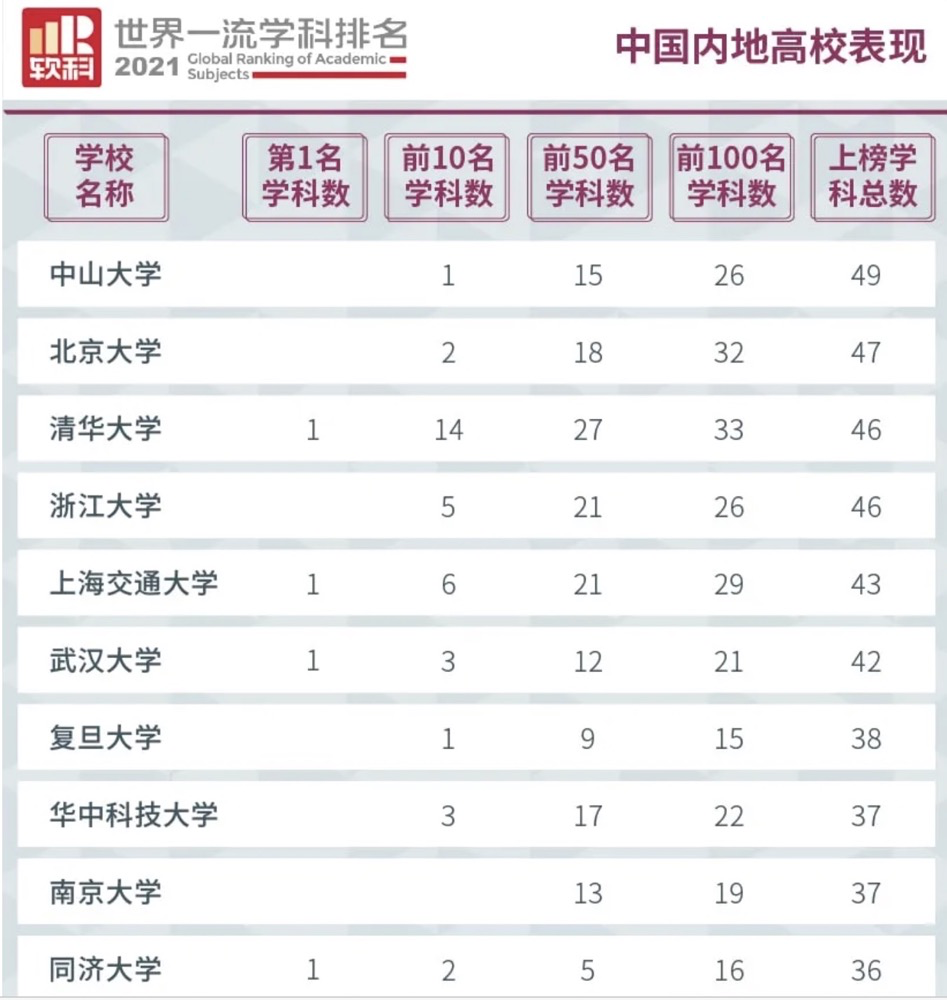 软科
世界一流学科排名
2021 Global Ranking of Academic Subjects
中国内地高校表现
学校名称 第1名学科数 前10名学科数 前50名学科数 前100名学科数 上榜学科总数
中山大学 1 15 26 49
北京大学 2 18 32 47
清华大学 1 14 27 33 46
浙江大学 5 21 26 46
上海交通大学 1 6 21 29 43
武汉大学 1 3 12 21 42
复旦大学 1 9 15 38
华中科技大学 3 17 22 37
南京大学 13 19 37
同济大学 1 2 5 16 36